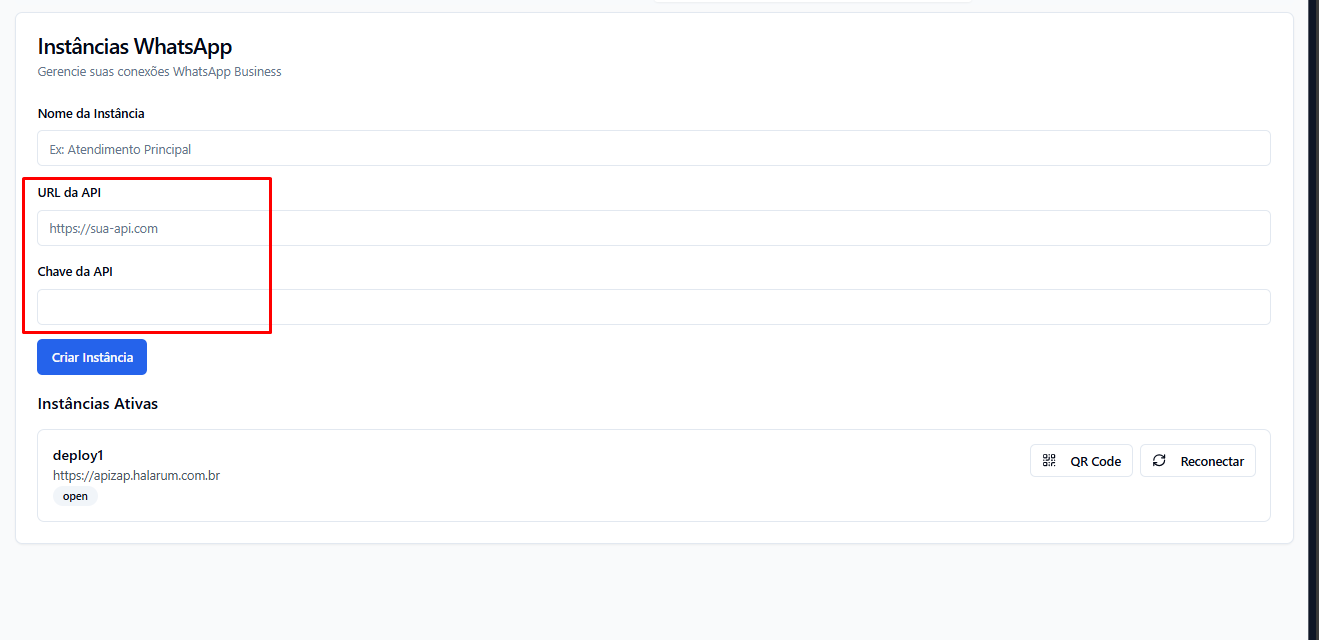 Instâncias WhatsApp
Gerencie suas conexões WhatsApp Business
Nome da Instância
Ex: Atendimento Principal
URL da API
https://sua-api.com
Chave da API
Criar Instância
Instâncias Ativas
deploy1
https://apizap.halarum.com.br
open
QR Code
Reconectar